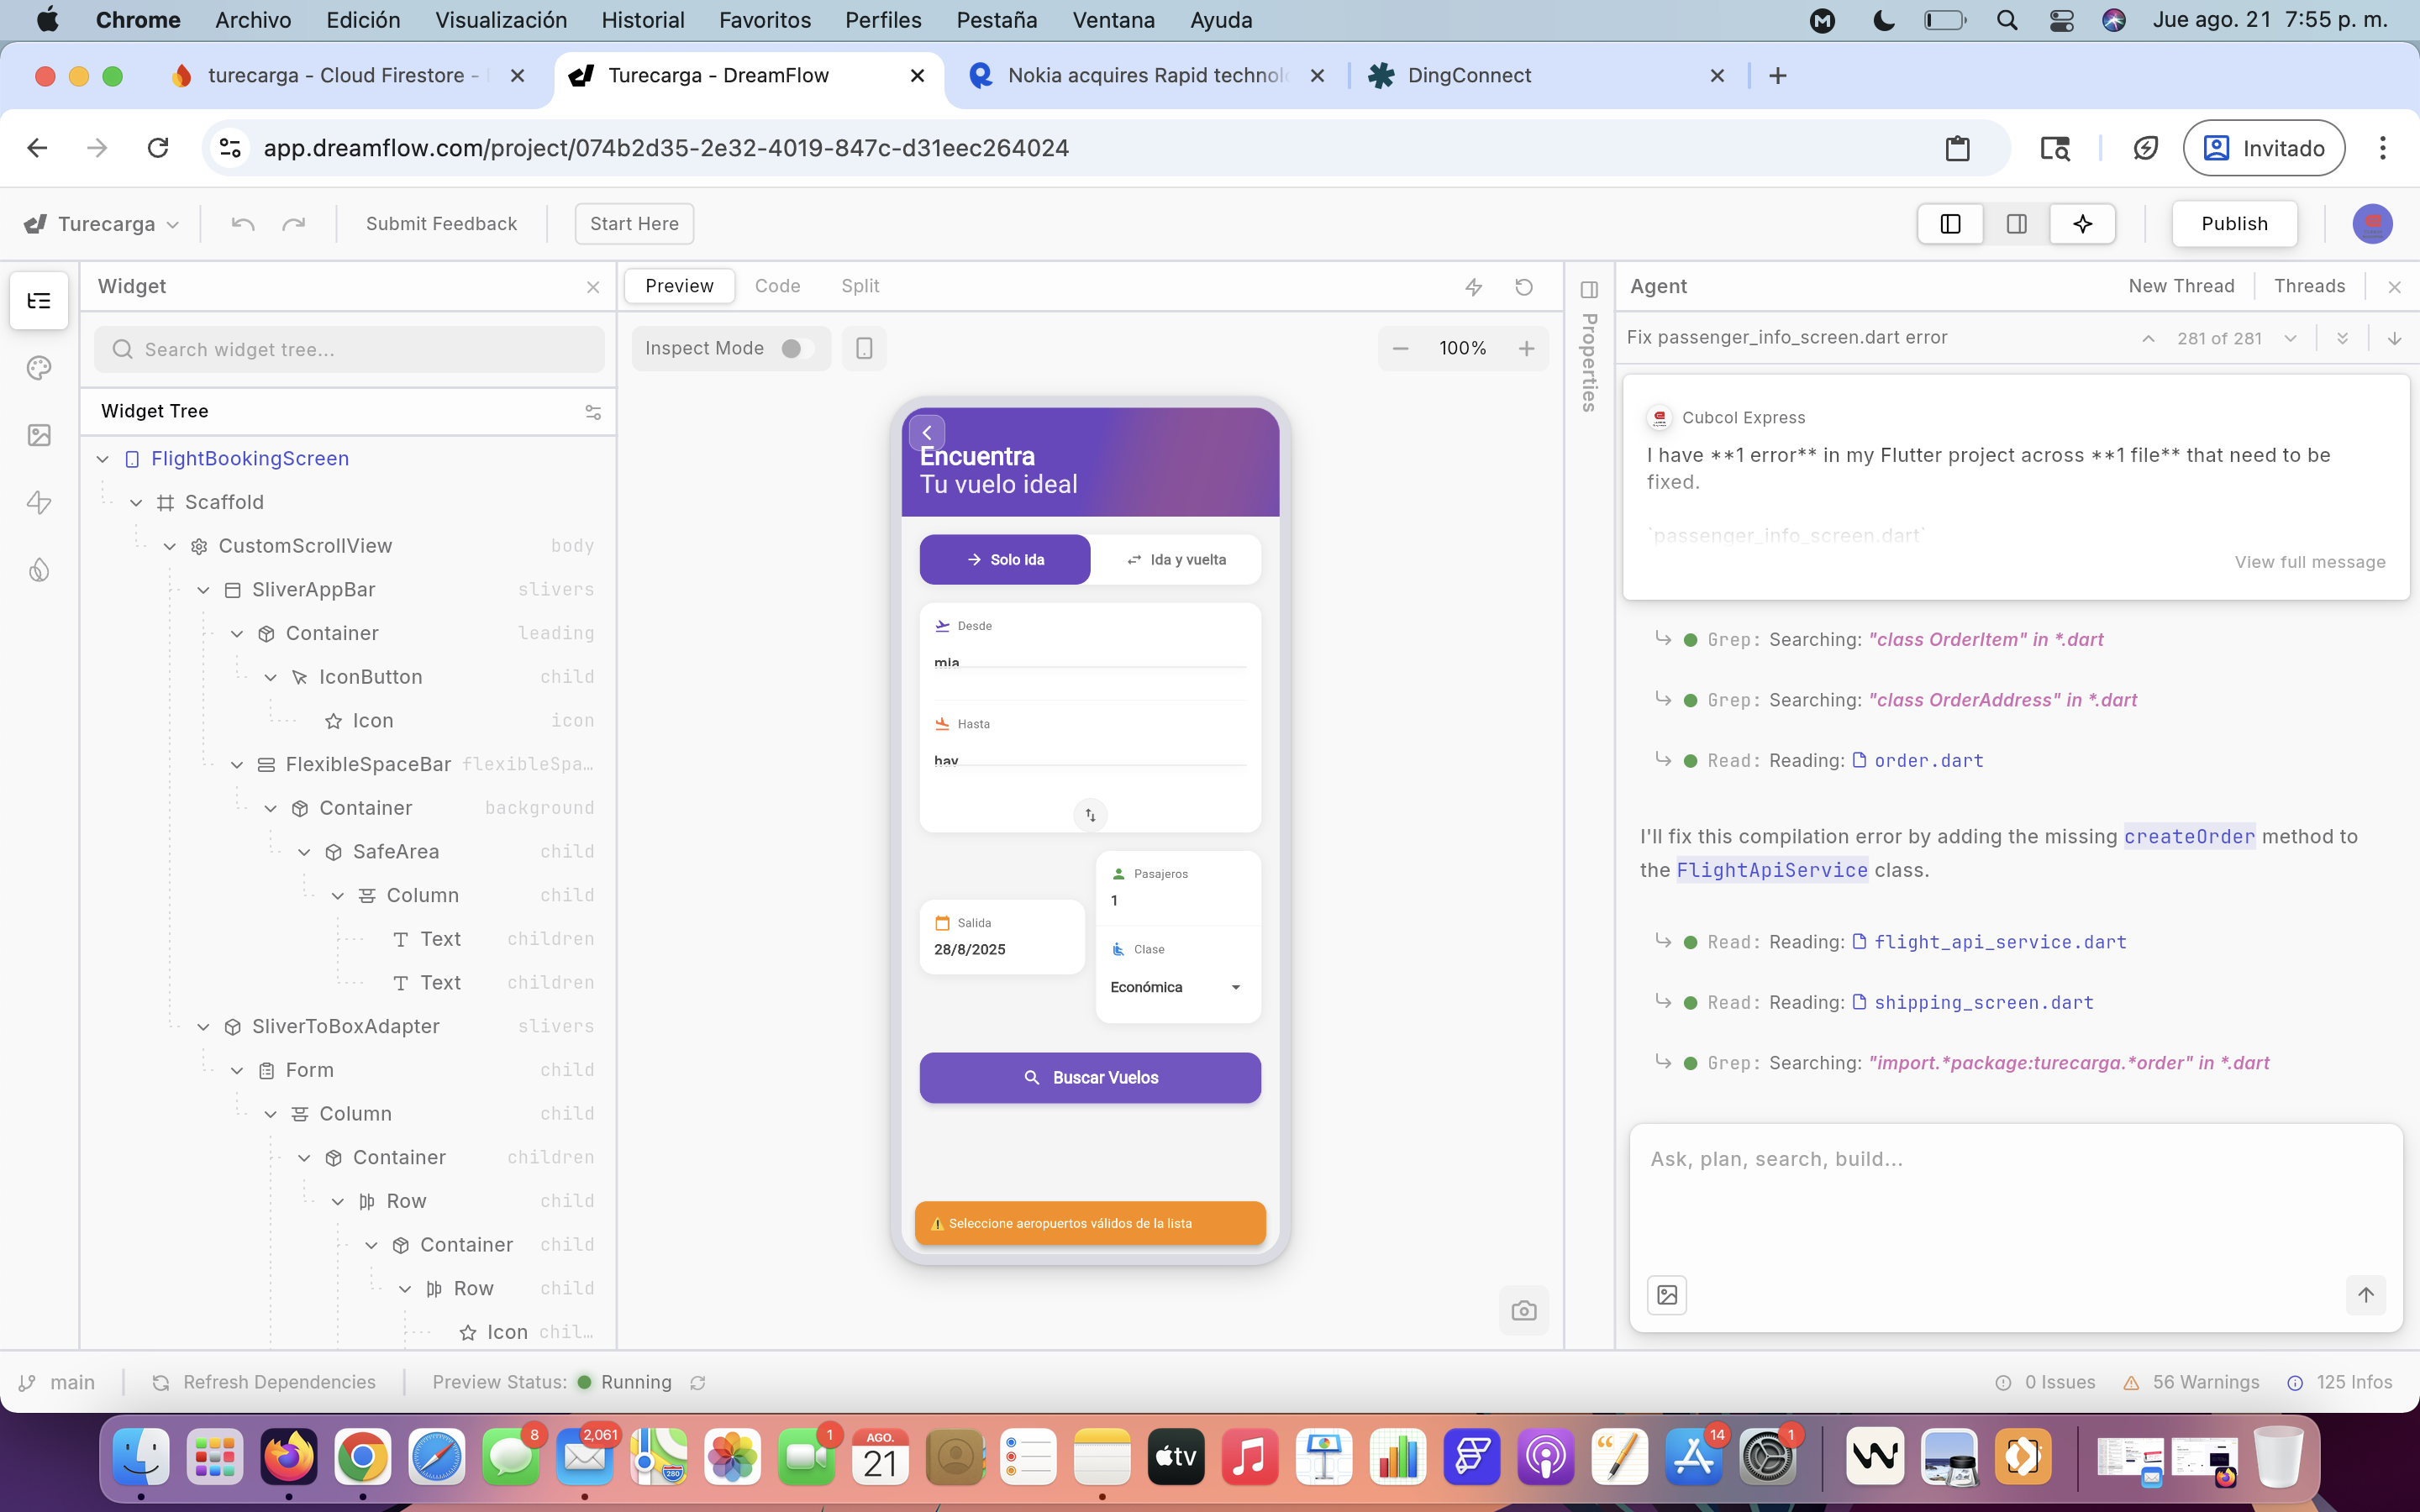 Chrome Archivo Edición Visualización Historial Favoritos Perfiles Pestaña Ventana Ayuda
Jue ago. 21 7:55 p. m.
turecarga - Cloud Firestore -
Turecarga - DreamFlow
Nokia acquires Rapid technol
DingConnect
app.dreamflow.com/project/074b2d35-2e32-4019-847c-d31eec264024
Invitado
Turecarga
Submit Feedback
Start Here
Publish
Widget
Search widget tree...
Widget Tree
FlightBookingScreen
Scaffold
CustomScrollView body
SliverAppBar slivers
Container leading
IconButton child
Icon icon
FlexibleSpaceBar flexibleSpa…
Container background
SafeArea child
Column child
Text children
Text children
SliverToBoxAdapter slivers
Form child
Column child
Container children
Row child
Container child
Row child
Icon chil…
Preview
Code
Split
Inspect Mode
100%
Encuentra
Tu vuelo ideal
Solo Ida
Ida y vuelta
Desde
mia
Hasta
hav
Pasajeros
1
Salida
28/8/2025
Clase
Económica
Buscar Vuelos
Seleccione aeropuertos válidos de la lista
Properties
Agent
New Thread
Threads
Fix passenger_info_screen.dart error
281 of 281
Cubcol Express
I have **1 error** in my Flutter project across **1 file** that need to be
fixed.
`passenger_info_screen.dart`
View full message
Grep: Searching: "class OrderItem" in *.dart
Grep: Searching: "class OrderAddress" in *.dart
Read: Reading: order.dart
I'll fix this compilation error by adding the missing createOrder method to
the FlightApiService class.
Read: Reading: flight_api_service.dart
Read: Reading: shipping_screen.dart
Grep: Searching: "import.*package:turecarga.*order" in *.dart
Ask, plan, search, build...
main
Refresh Dependencies
Preview Status: Running
0 Issues
56 Warnings
125 Infos
8
2,061
280
1
AGO.
21
tv
14
1